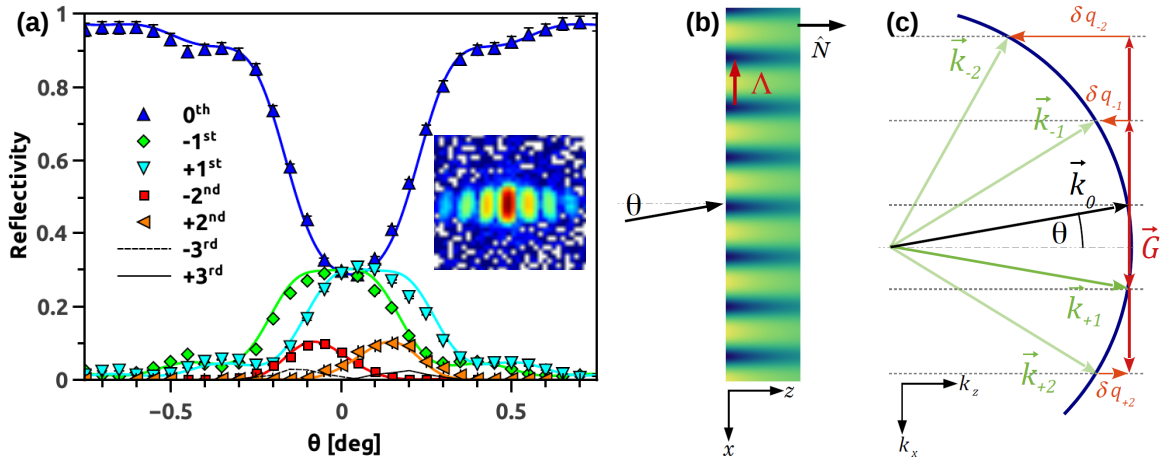 (a)
1
0.8
0.6
0.4
0.2
0
Reflectivity
0th
-1st
+1st
-2nd
+2nd
-3rd
+3rd
−0.5
0
0.5
θ [deg]
(b)
N̂
Λ
θ
z
x
(c)
δq-2
k⃗-2
δq-1
k⃗-1
k⃗0
θ
G⃗
k⃗+1
k⃗+2
δq+2
kz
kx